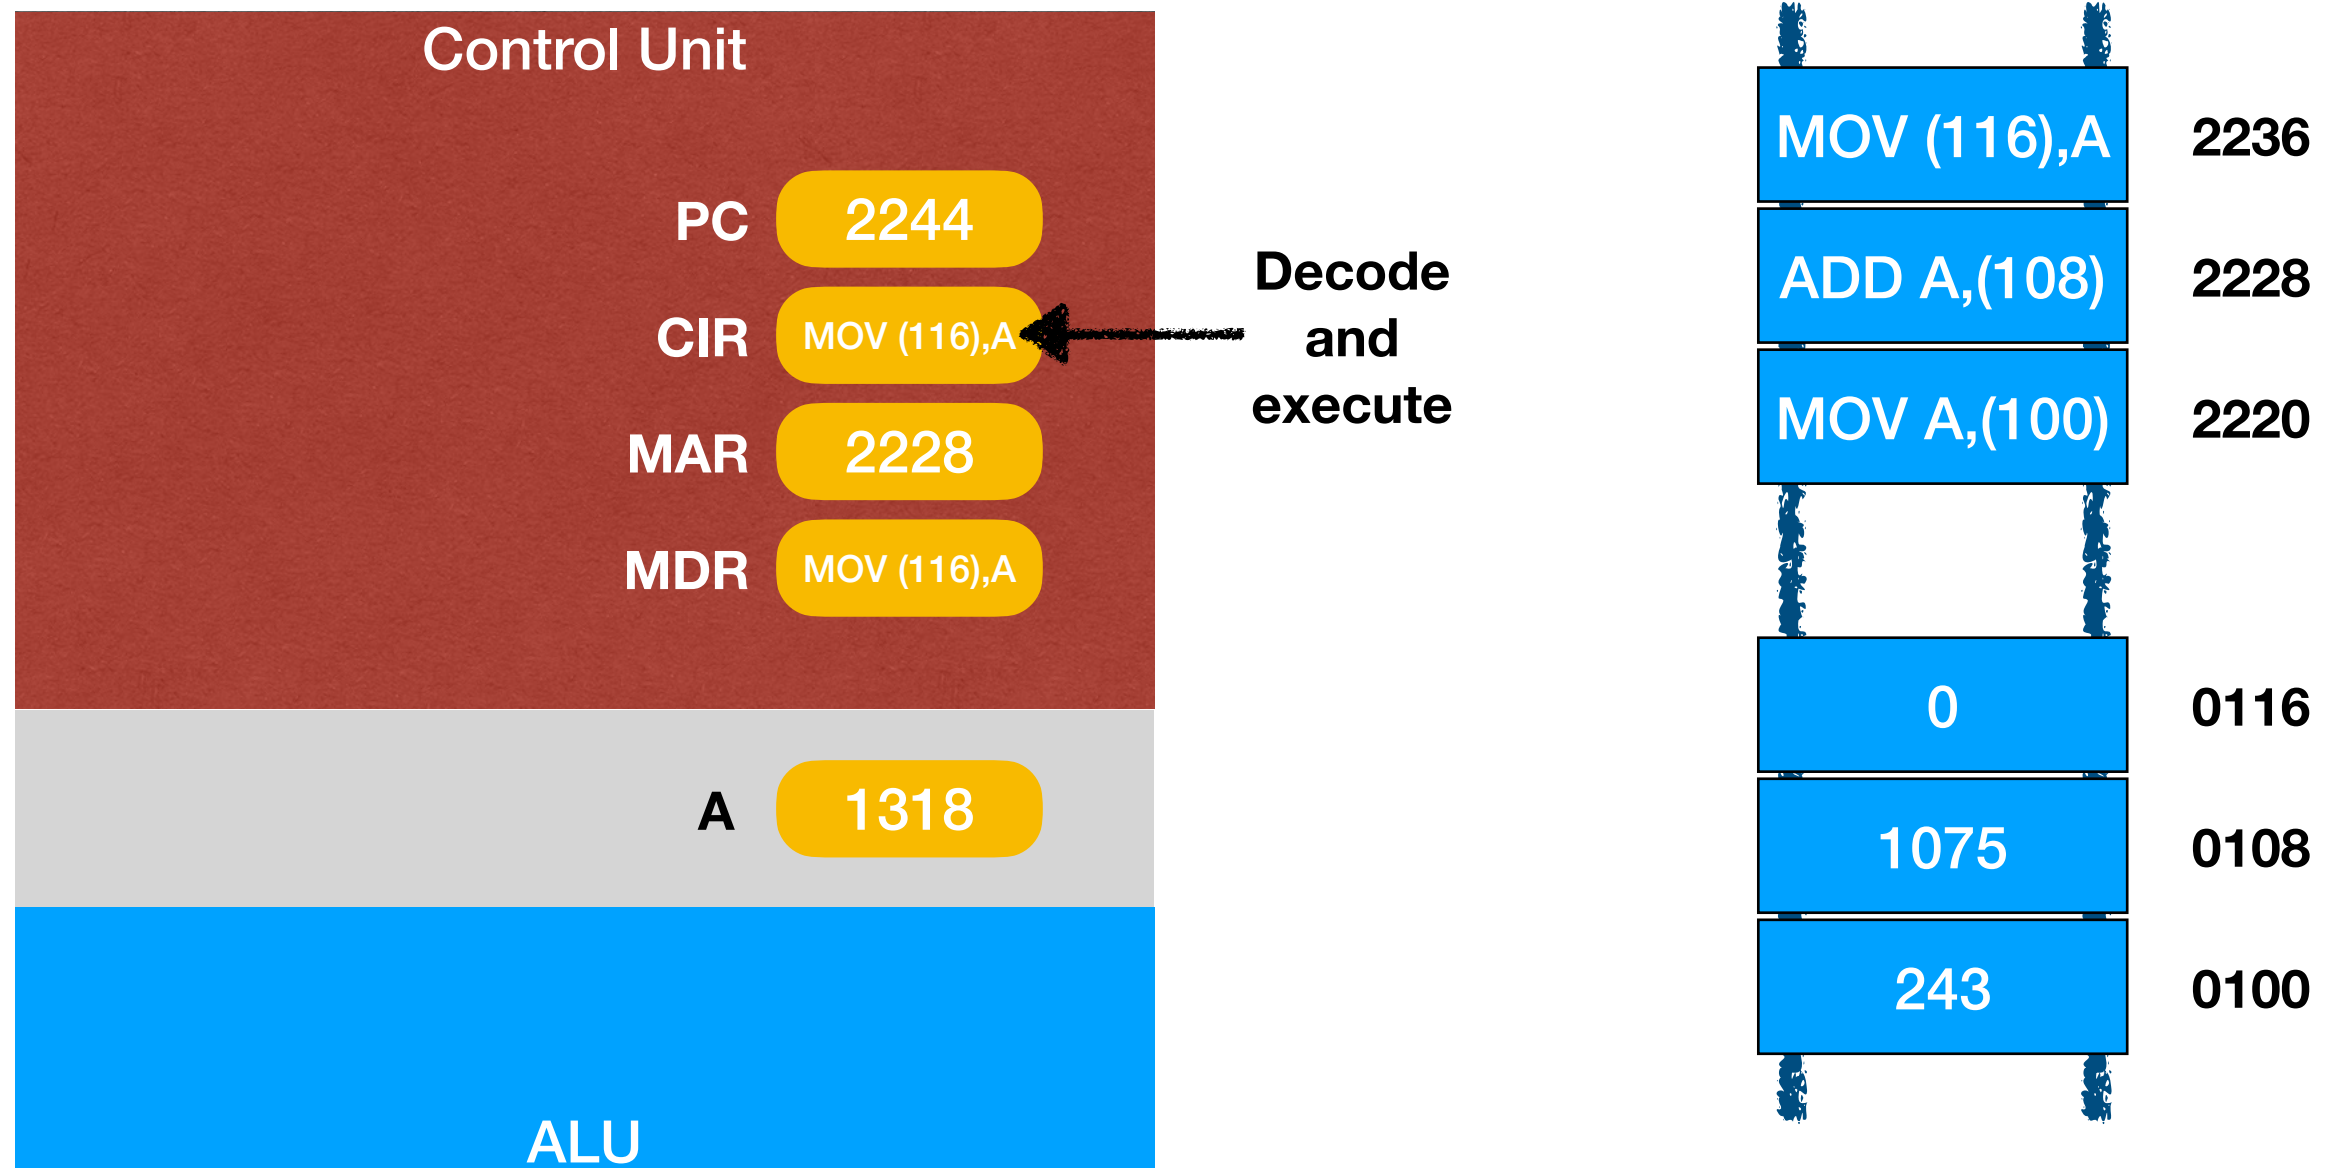 Control Unit
PC 2244
CIR MOV (116),A
MAR 2228
MDR MOV (116),A
A 1318
ALU
Decode
and
execute
MOV (116),A 2236
ADD A,(108) 2228
MOV A,(100) 2220
0 0116
1075 0108
243 0100